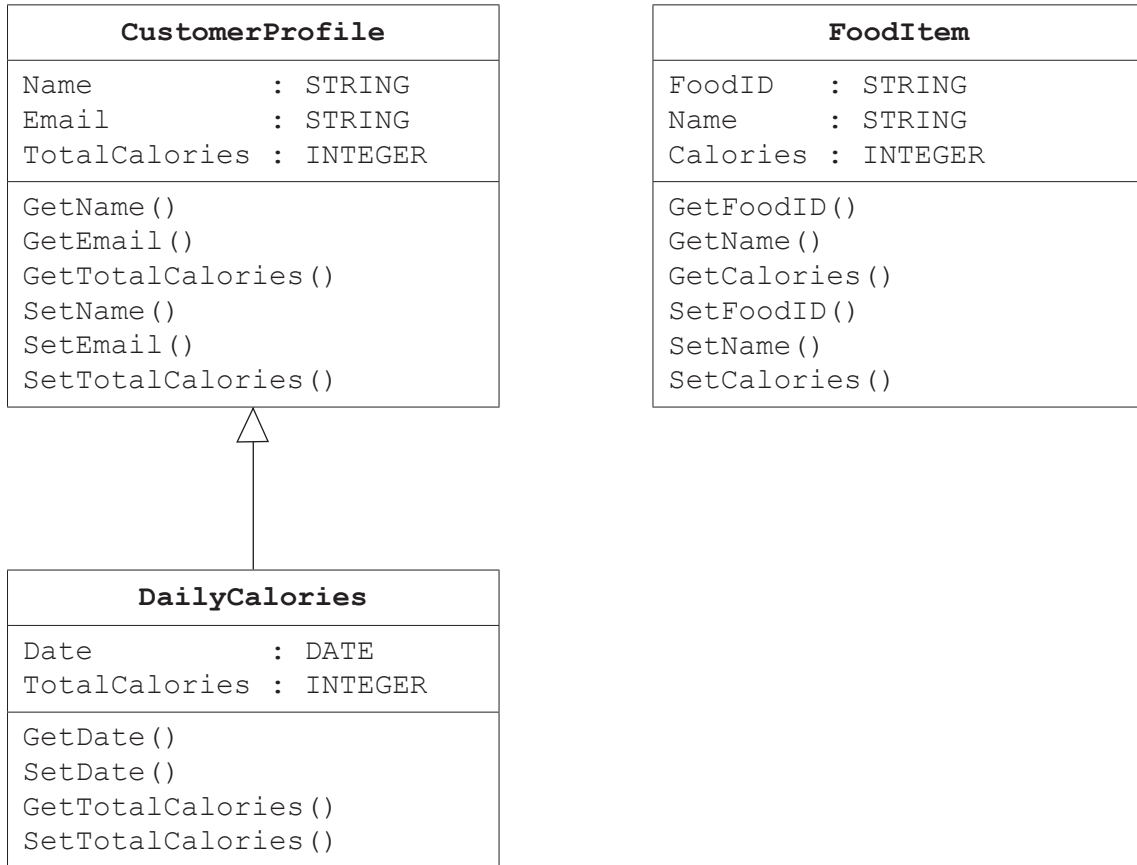 CustomerProfile
Name : STRING
Email : STRING
TotalCalories : INTEGER
GetName()
GetEmail()
GetTotalCalories()
SetName()
SetEmail()
SetTotalCalories()
FoodItem
FoodID : STRING
Name : STRING
Calories : INTEGER
GetFoodID()
GetName()
GetCalories()
SetFoodID()
SetName()
SetCalories()
DailyCalories
Date : DATE
TotalCalories : INTEGER
GetDate()
SetDate()
GetTotalCalories()
SetTotalCalories()